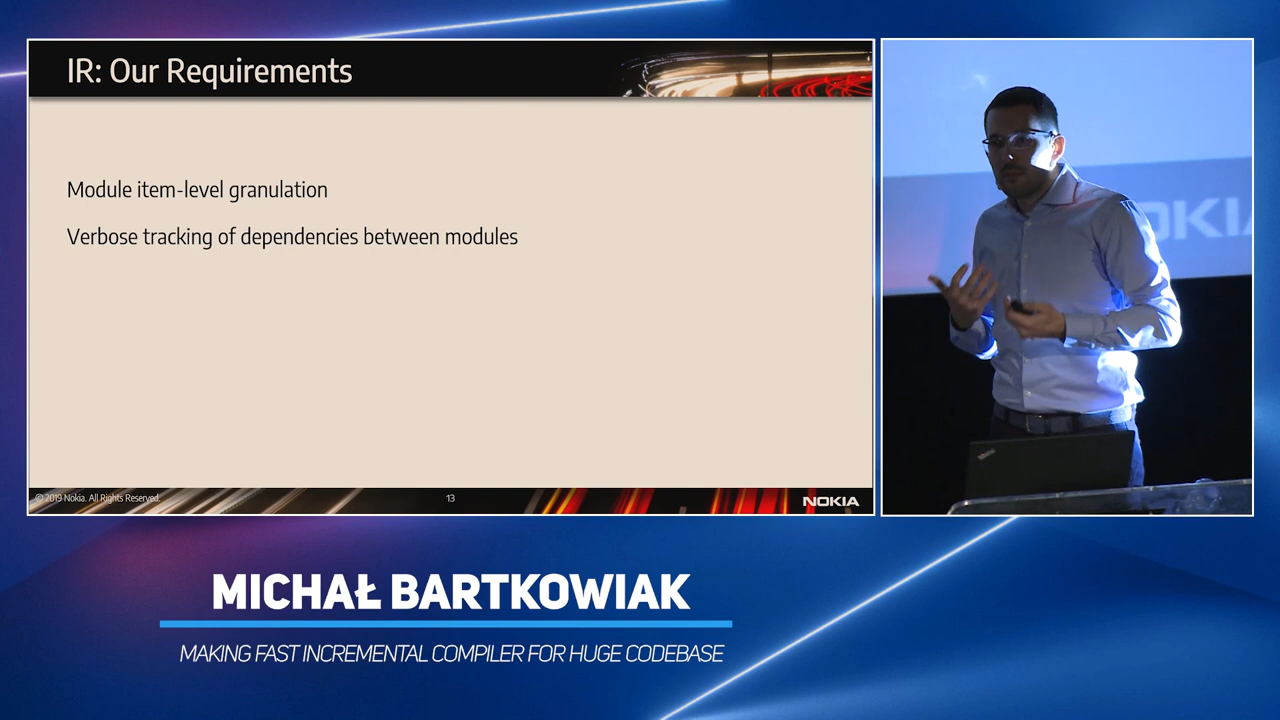 IR: Our Requirements
Module item-level granulation
Verbose tracking of dependencies between modules
© 2019 Nokia. All Rights Reserved.
13
NOKIA
MICHAŁ BARTKOWIAK
MAKING FAST INCREMENTAL COMPILER FOR HUGE CODEBASE